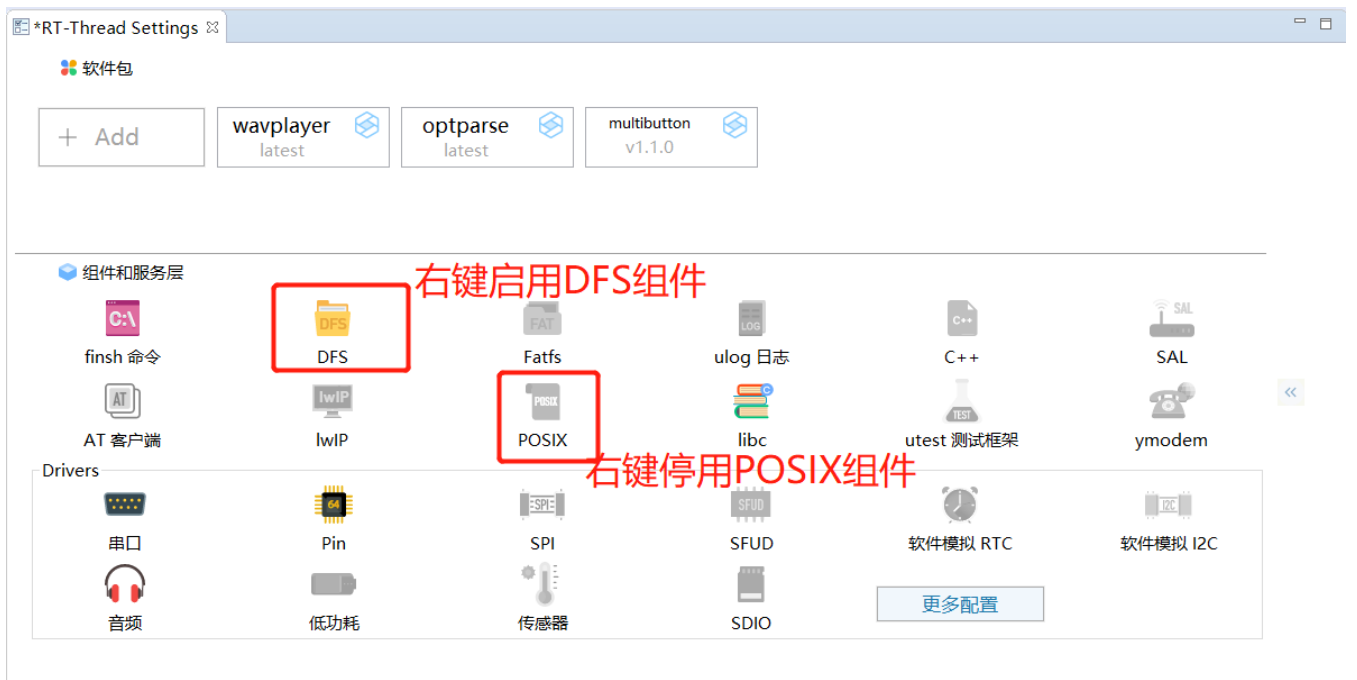 *RT-Thread Settings
软件包
+ Add
wavplayer
latest
optparse
latest
multibutton
v1.1.0
组件和服务层
右键启用DFS组件
C:\
DFS
FAT
LOG
C++
SAL
finsh 命令
DFS
Fatfs
ulog 日志
C++
SAL
AT
lwIP
POSIX
C
TEST
AT 客户端
lwIP
POSIX
libc
utest 测试框架
ymodem
右键停用POSIX组件
Drivers
64
SPI
SFUD
I2C
串口
Pin
SPI
SFUD
软件模拟 RTC
软件模拟 I2C
音频
低功耗
传感器
SDIO
更多配置